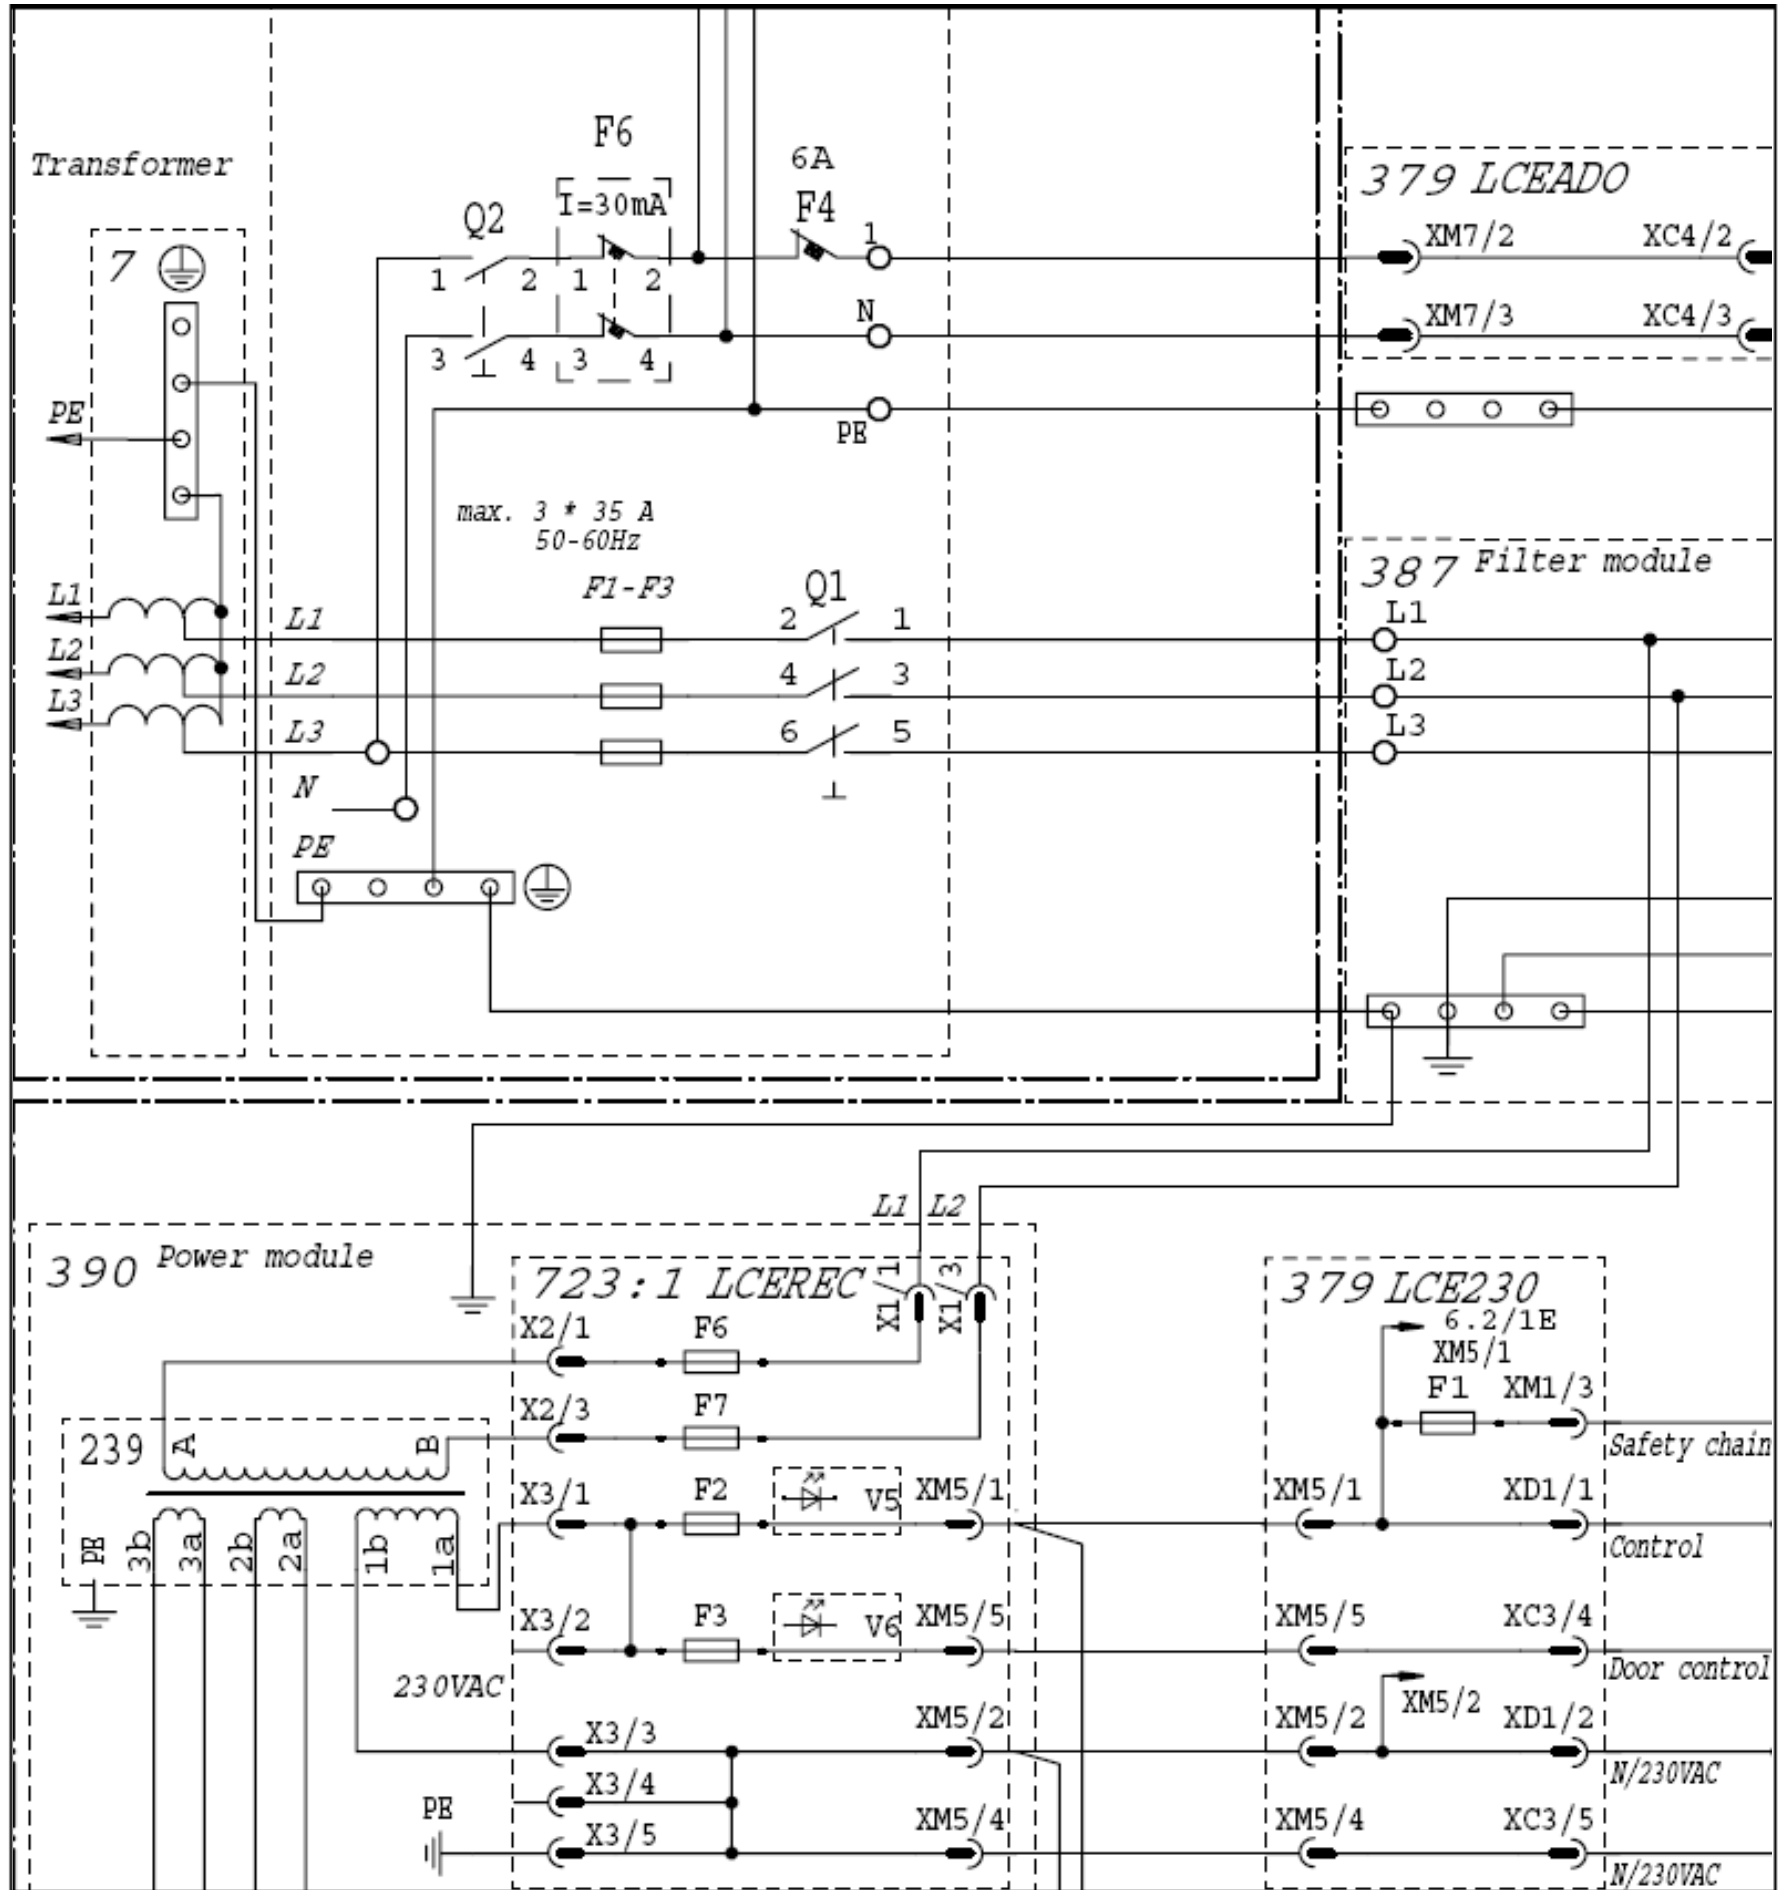 Transformer
7
PE
L1
L2
L3
F6
I=30mA
Q2
1 2 1 2
3 4 3 4
6A
F4
1
N
PE
max. 3 * 35 A
50-60Hz
F1-F3
Q1
L1 2 1
L2 4 3
L3 6 5
N
PE
379 LCEADO
XM7/2 XC4/2
XM7/3 XC4/3
387 Filter module
L1
L2
L3
L1 L2
390 Power module
723:1 LCEREC
X1/1
X1/3
X2/1 F6
X2/3 F7
239
A
B
PE
3b
3a
2b
2a
1b
1a
X3/1 F2 V5 XM5/1
X3/2 F3 V6 XM5/5
230VAC
X3/3 XM5/2
X3/4
PE
X3/5 XM5/4
379 LCE230
6.2/1E
XM5/1
F1 XM1/3
Safety chain
XM5/1 XD1/1
Control
XM5/5 XC3/4
Door control
XM5/2
XM5/2 XD1/2
N/230VAC
XM5/4 XC3/5
N/230VAC